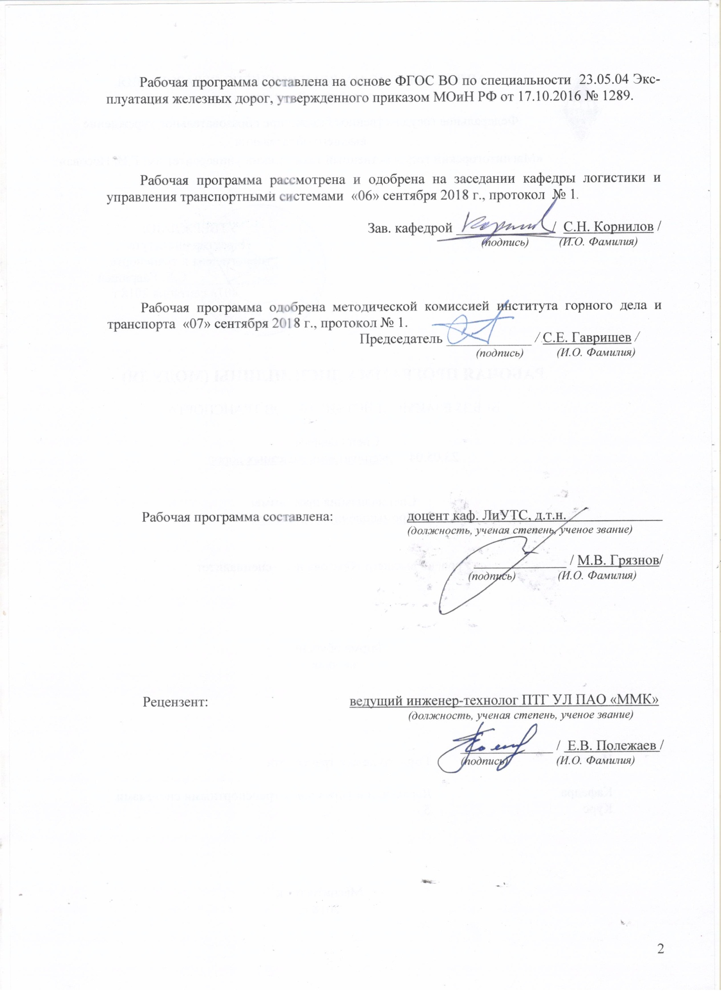 Рабочая программа составлена на основе ФГОС ВО по специальности 23.05.04 Экс-
плуатация железных дорог, утвержденного приказом МОиН РФ от 17.10.2016 № 1289.
Рабочая программа рассмотрена и одобрена на заседании кафедры логистики и
управления транспортными системами «06» сентября 2018 г., протокол № 1.
Зав. кафедрой / С.Н. Корнилов /
(подпись) (И.О. Фамилия)
Рабочая программа одобрена методической комиссией института горного дела и
транспорта «07» сентября 2018 г., протокол № 1.
Председатель / С.Е. Гавришев /
(подпись) (И.О. Фамилия)
Рабочая программа составлена: доцент каф. ЛиУТС, д.т.н.
(должность, ученая степень, ученое звание)
/ М.В. Грязнов/
(подпись) (И.О. Фамилия)
Рецензент: ведущий инженер-технолог ПТГ УЛ ПАО «ММК»
(должность, ученая степень, ученое звание)
/ Е.В. Полежаев /
(подпись) (И.О. Фамилия)
2